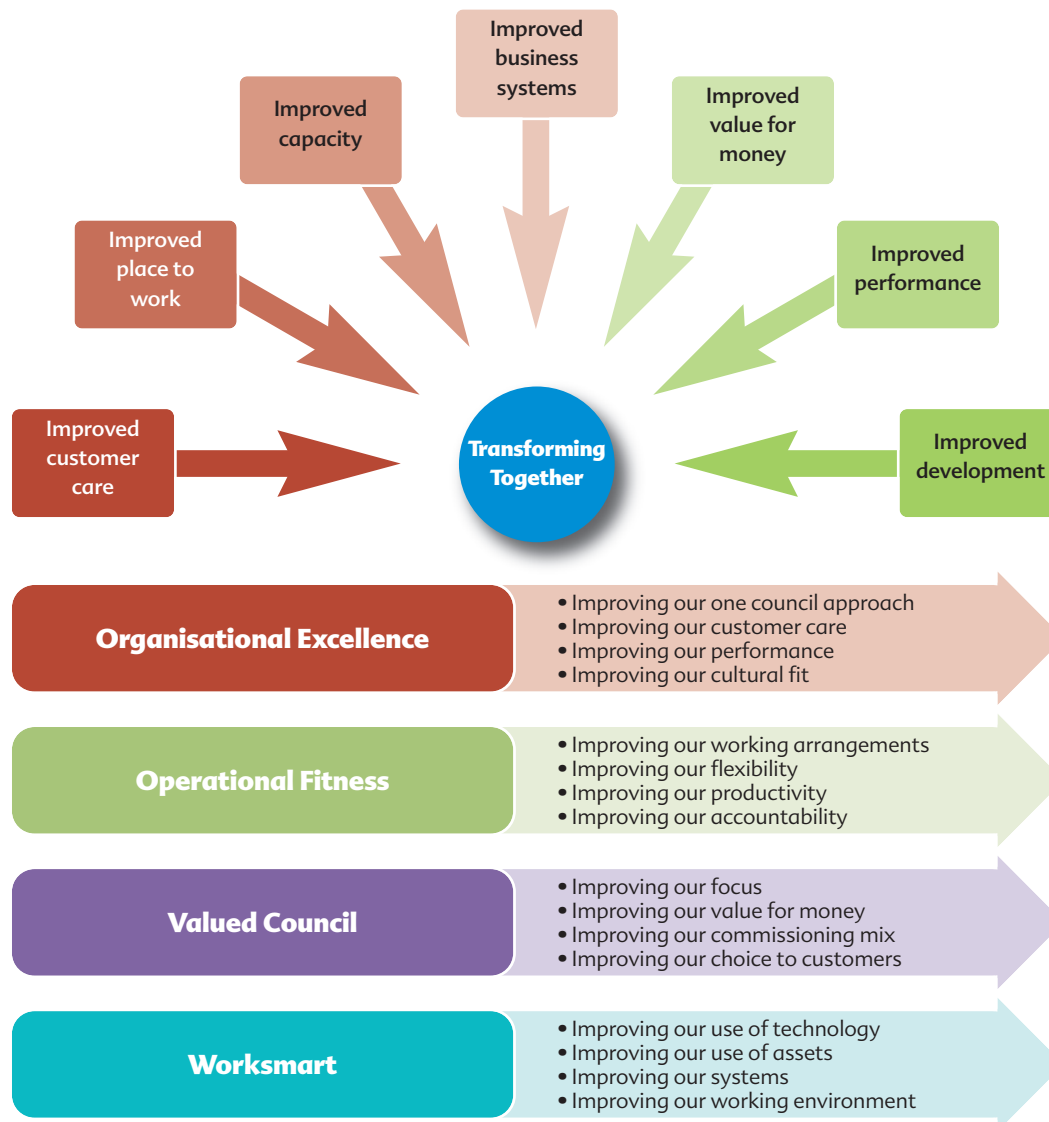 Improved
business
systems
Improved
capacity
Improved
value for
money
Improved
place to
work
Improved
performance
Improved
customer
care
Transforming
Together
Improved
development
Organisational Excellence
• Improving our one council approach
• Improving our customer care
• Improving our performance
• Improving our cultural fit
Operational Fitness
• Improving our working arrangements
• Improving our flexibility
• Improving our productivity
• Improving our accountability
Valued Council
• Improving our focus
• Improving our value for money
• Improving our commissioning mix
• Improving our choice to customers
Worksmart
• Improving our use of technology
• Improving our use of assets
• Improving our systems
• Improving our working environment